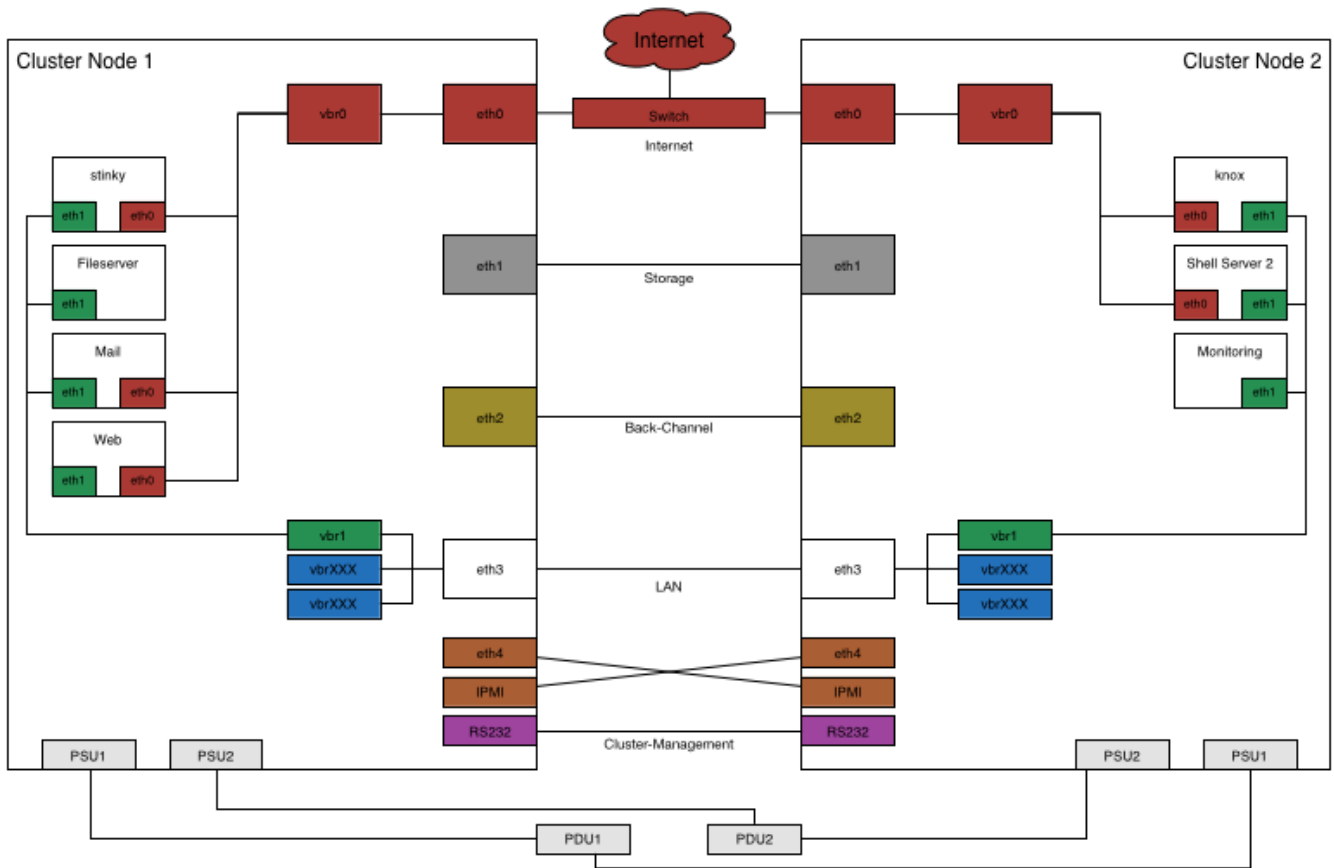 Internet
Cluster Node 1
Cluster Node 2
vbr0
eth0
Switch
eth0
vbr0
Internet
stinky
eth1
eth0
knox
eth0
eth1
Fileserver
eth1
eth1
Storage
eth1
Shell Server 2
eth0
eth1
Mail
eth1
eth0
Monitoring
eth1
eth2
Back-Channel
eth2
Web
eth1
eth0
vbr1
vbrXXX
vbrXXX
eth3
LAN
eth3
vbr1
vbrXXX
vbrXXX
eth4
IPMI
RS232
eth4
IPMI
RS232
Cluster-Management
PSU1
PSU2
PSU2
PSU1
PDU1
PDU2